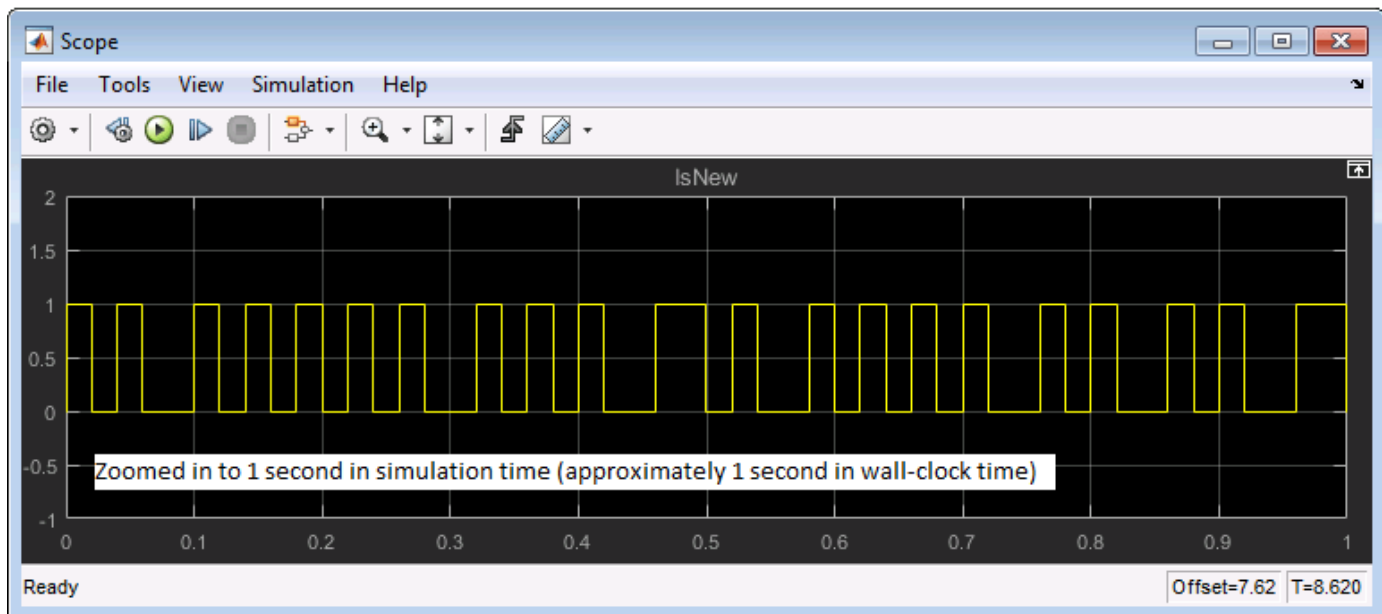 Scope
File Tools View Simulation Help
IsNew
2
1.5
1
0.5
0
-0.5
Zoomed in to 1 second in simulation time (approximately 1 second in wall-clock time)
-1
0 0.1 0.2 0.3 0.4 0.5 0.6 0.7 0.8 0.9 1
Ready Offset=7.62 T=8.620